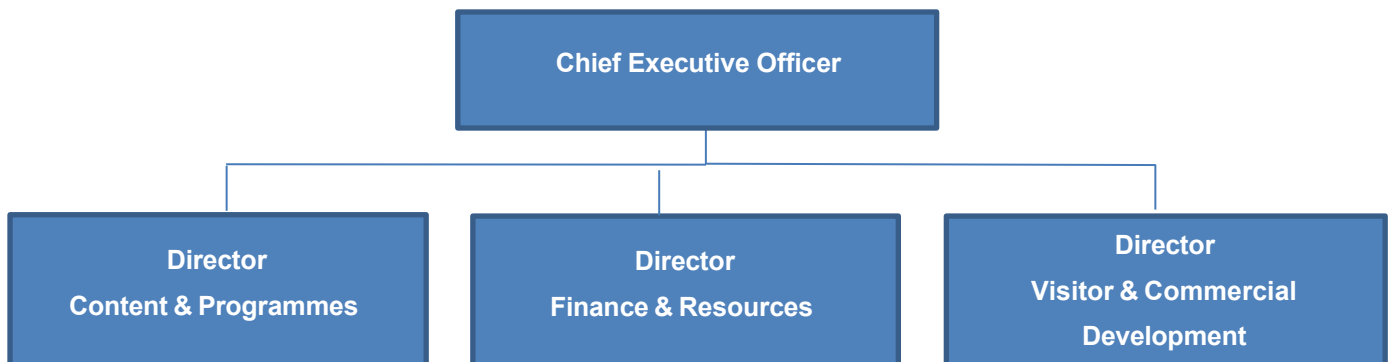 Chief Executive Officer
Director
Content & Programmes
Director
Finance & Resources
Director
Visitor & Commercial
Development